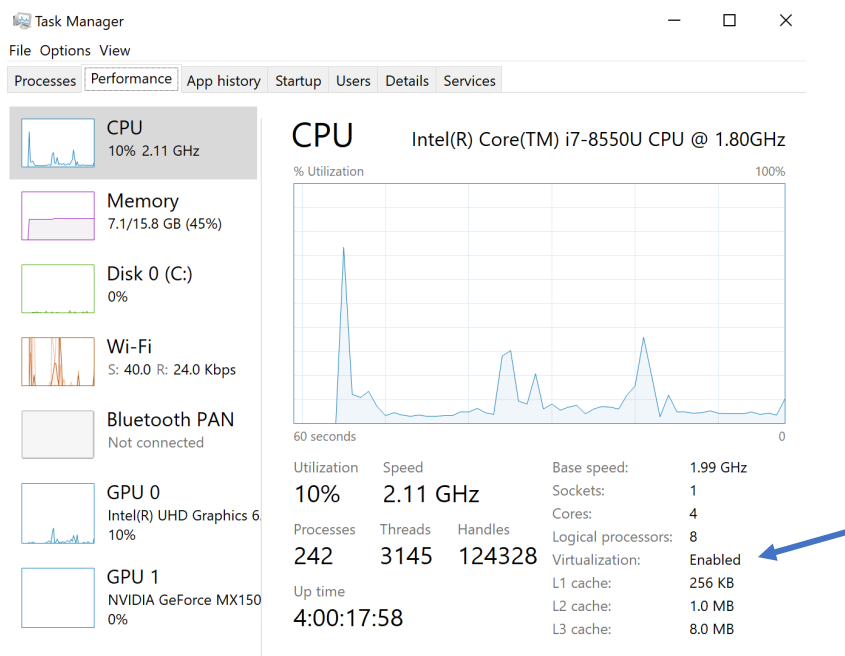 Task Manager
File Options View
Processes Performance App history Startup Users Details Services
CPU
10% 2.11 GHz
Memory
7.1/15.8 GB (45%)
Disk 0 (C:)
0%
Wi-Fi
S: 40.0 R: 24.0 Kbps
Bluetooth PAN
Not connected
GPU 0
Intel(R) UHD Graphics 6
10%
GPU 1
NVIDIA GeForce MX150
0%
CPU Intel(R) Core(TM) i7-8550U CPU @ 1.80GHz
% Utilization 100%
60 seconds 0
Utilization Speed
10% 2.11 GHz
Processes Threads Handles
242 3145 124328
Up time
4:00:17:58
Base speed: 1.99 GHz
Sockets: 1
Cores: 4
Logical processors: 8
Virtualization: Enabled
L1 cache: 256 KB
L2 cache: 1.0 MB
L3 cache: 8.0 MB